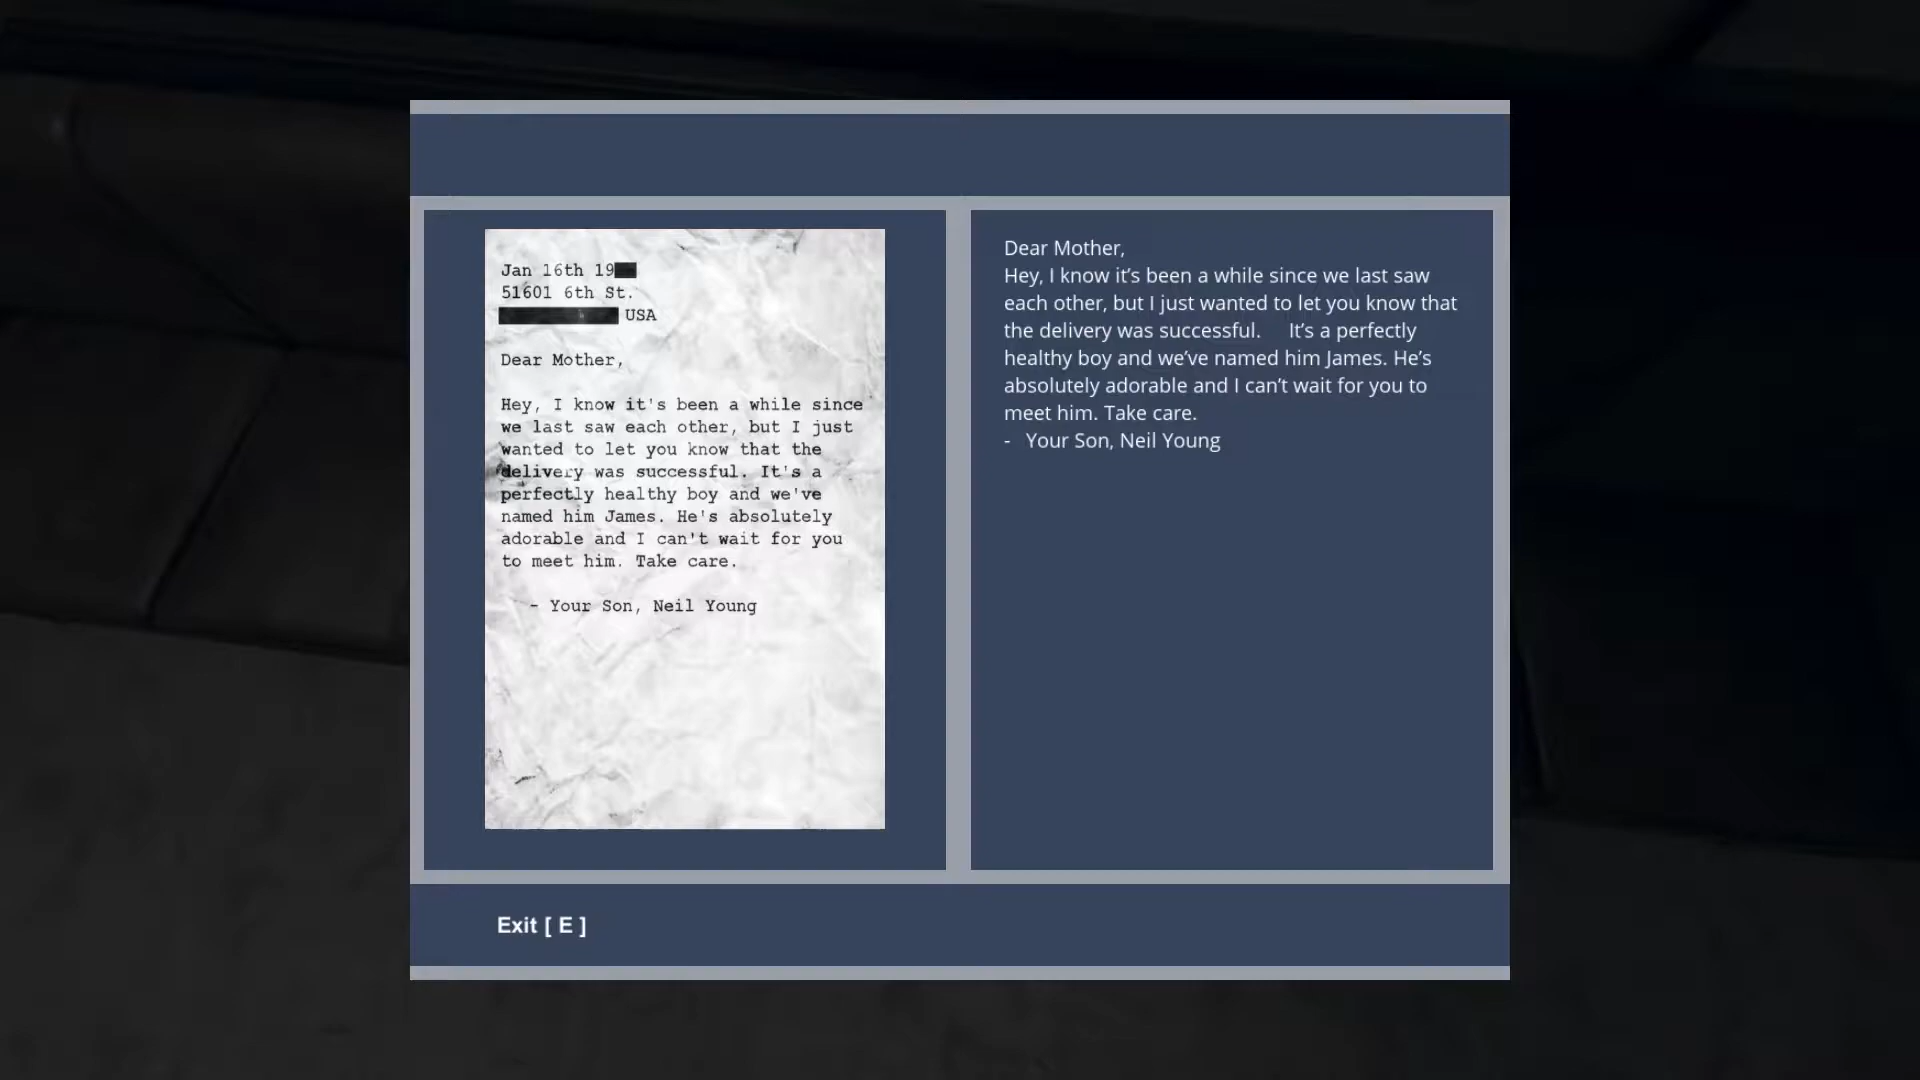 Jan 16th 19
51601 6th St.
USA
Dear Mother,
Hey, I know it's been a while since
we last saw each other, but I just
wanted to let you know that the
delivery was successful. It's a
perfectly healthy boy and we've
named him James. He's absolutely
adorable and I can't wait for you
to meet him. Take care.
- Your Son, Neil Young
Dear Mother,
Hey, I know it’s been a while since we last saw
each other, but I just wanted to let you know that
the delivery was successful. It’s a perfectly
healthy boy and we’ve named him James. He’s
absolutely adorable and I can’t wait for you to
meet him. Take care.
- Your Son, Neil Young
Exit [ E ]